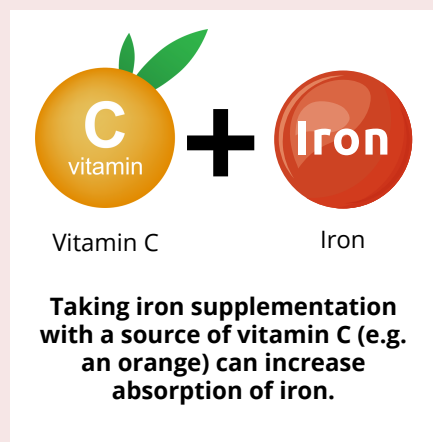 C
vitamin
Iron
Vitamin C
Iron
Taking iron supplementation
with a source of vitamin C (e.g.
an orange) can increase
absorption of iron.